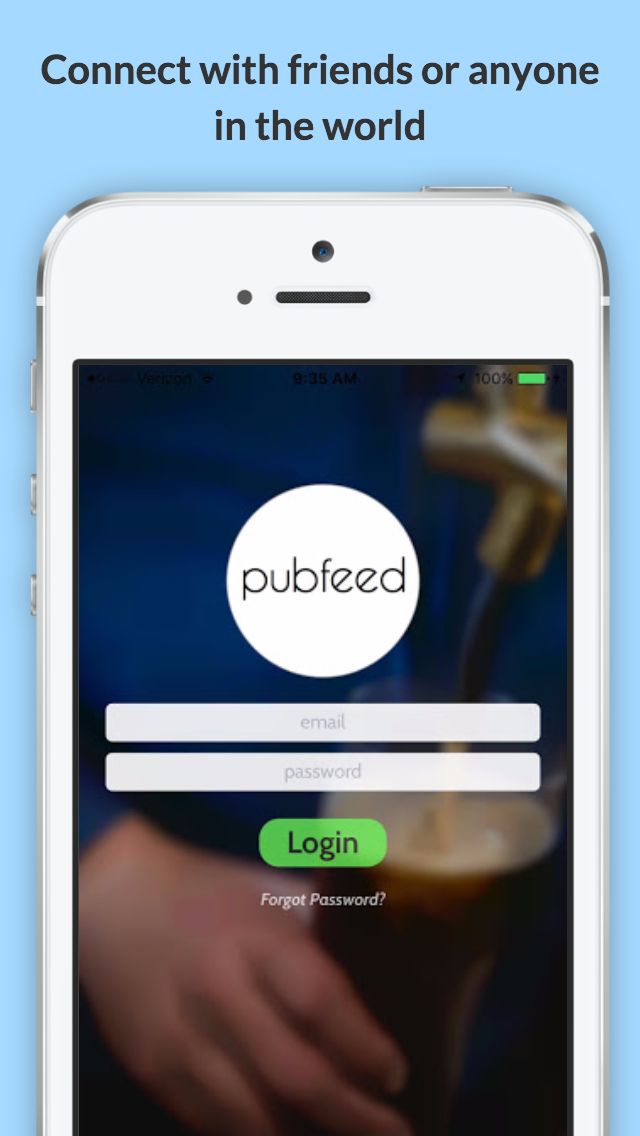 Connect with friends or anyone
in the world
Verizon 9:35 AM 100%
pubfeed
email
password
Login
Forgot Password?